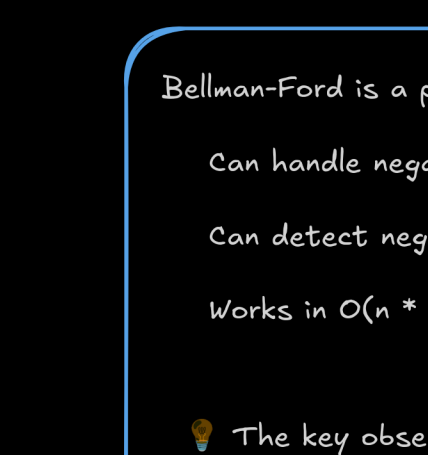 Bellman-Ford is a
Can handle
Can detect
Works in O(n *
The key